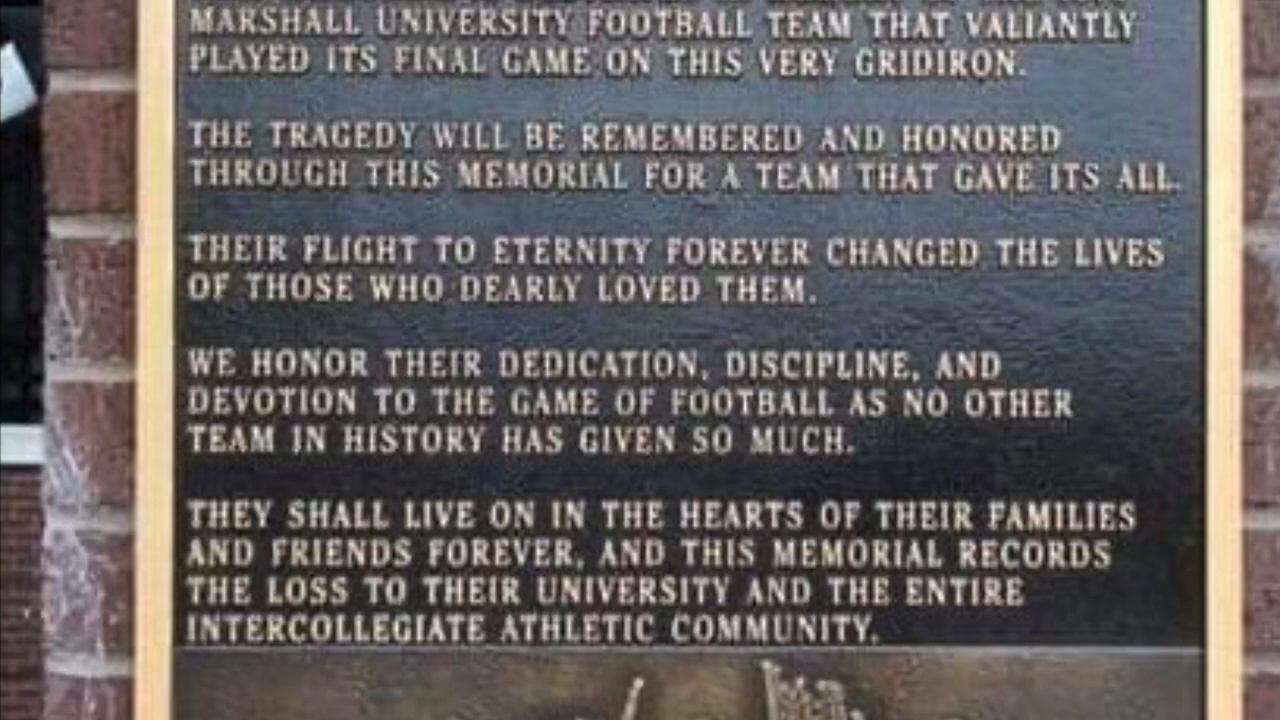 MARSHALL UNIVERSITY FOOTBALL TEAM THAT VALIANTLY
PLAYED ITS FINAL GAME ON THIS VERY GRIDIRON.
THE TRAGEDY WILL BE REMEMBERED AND HONORED
THROUGH THIS MEMORIAL FOR A TEAM THAT GAVE ITS ALL.
THEIR FLIGHT TO ETERNITY FOREVER CHANGED THE LIVES
OF THOSE WHO DEARLY LOVED THEM.
WE HONOR THEIR DEDICATION, DISCIPLINE, AND
DEVOTION TO THE GAME OF FOOTBALL AS NO OTHER
TEAM IN HISTORY HAS GIVEN SO MUCH.
THEY SHALL LIVE ON IN THE HEARTS OF THEIR FAMILIES
AND FRIENDS FOREVER, AND THIS MEMORIAL RECORDS
THE LOSS TO THEIR UNIVERSITY AND THE ENTIRE
INTERCOLLEGIATE ATHLETIC COMMUNITY.